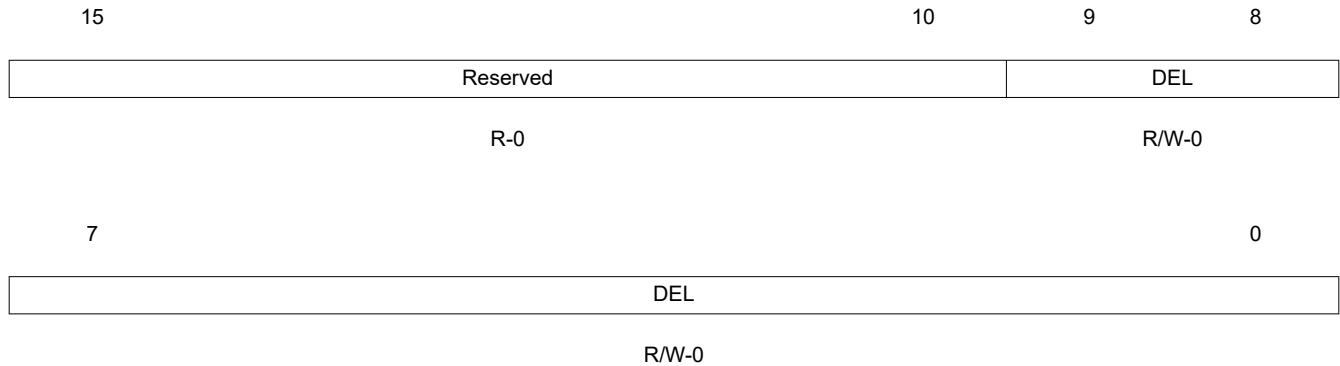 15 10 9 8
Reserved DEL
R-0 R/W-0
7 0
DEL
R/W-0